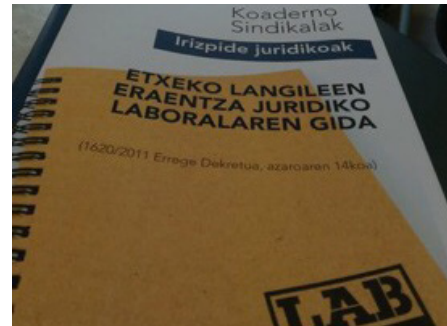 Koaderno
Sindikalak
Irizpide juridikoak
ETXEKO LANGILEEN
ERAENTZA JURIDIKO
LABORALAREN GIDA
(1620/2011 Errege Dekretua, azaroaren 14koa)
LAB